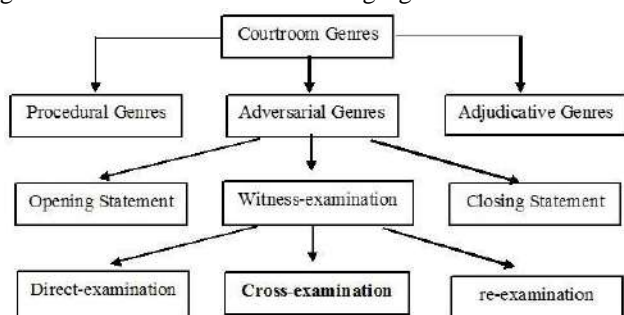 Courtroom Genres
Procedural Genres
Adversarial Genres
Adjudicative Genres
Opening Statement
Witness-examination
Closing Statement
Direct-examination
Cross-examination
re-examination